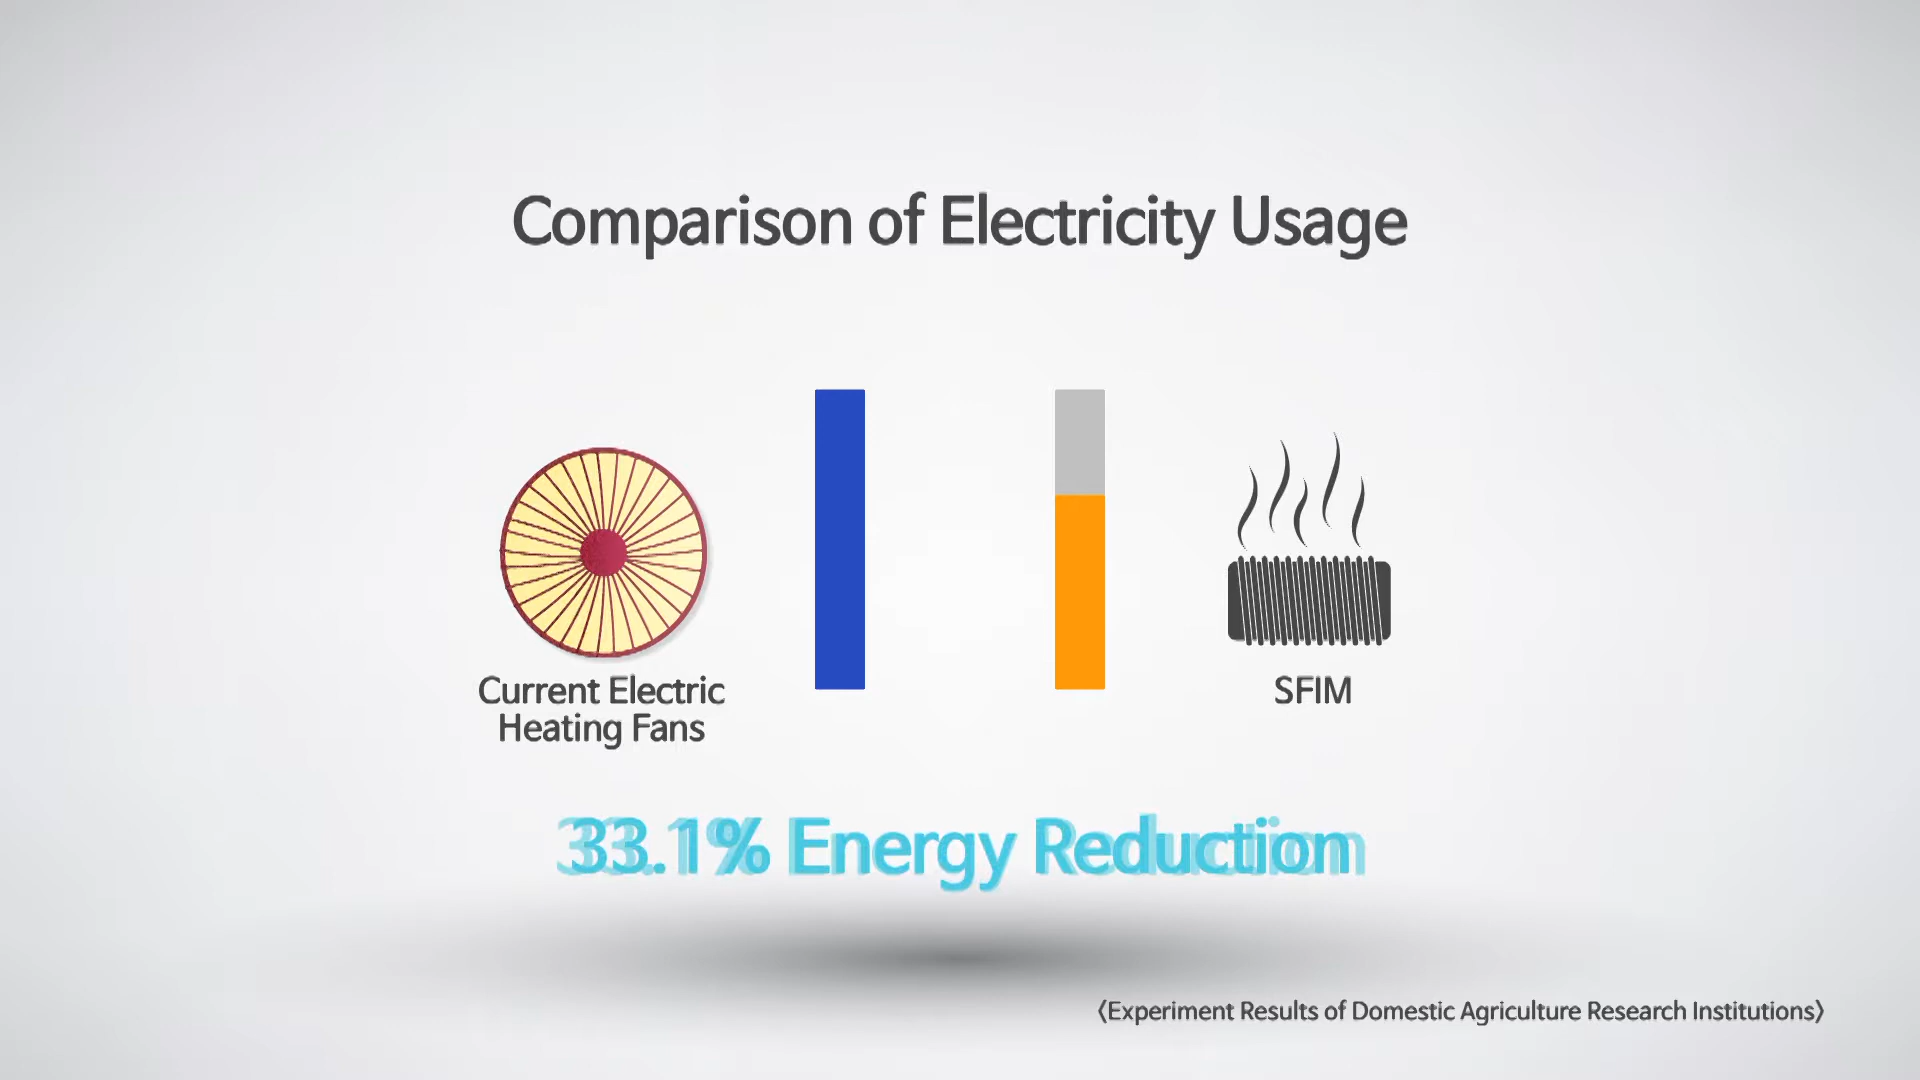 Comparison of Electricity Usage
Current Electric
Heating Fans
SFIM
33.1% Energy Reduction
〈Experiment Results of Domestic Agriculture Research Institutions〉